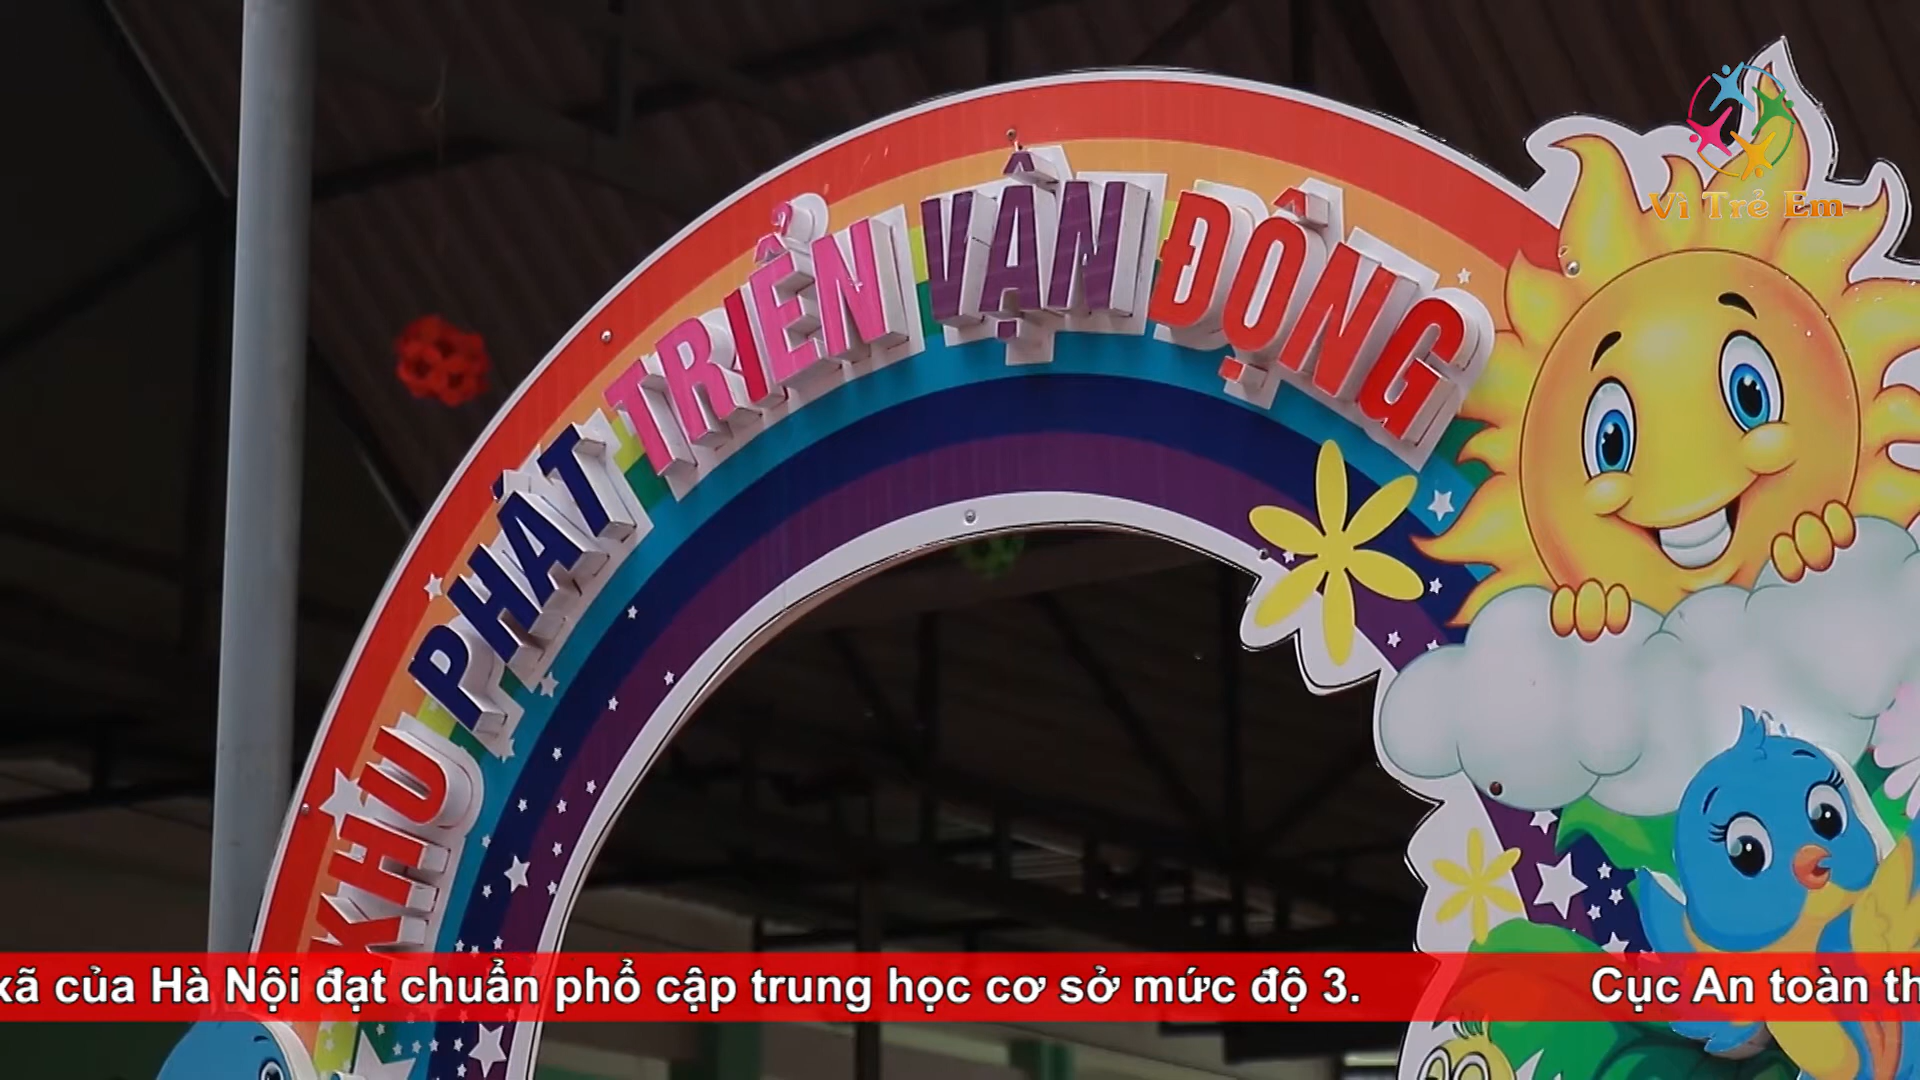 Vì Trẻ Em
KHU PHÁT TRIỂN VẬN ĐỘNG
xã của Hà Nội đạt chuẩn phổ cập trung học cơ sở mức độ 3. Cục An toàn th